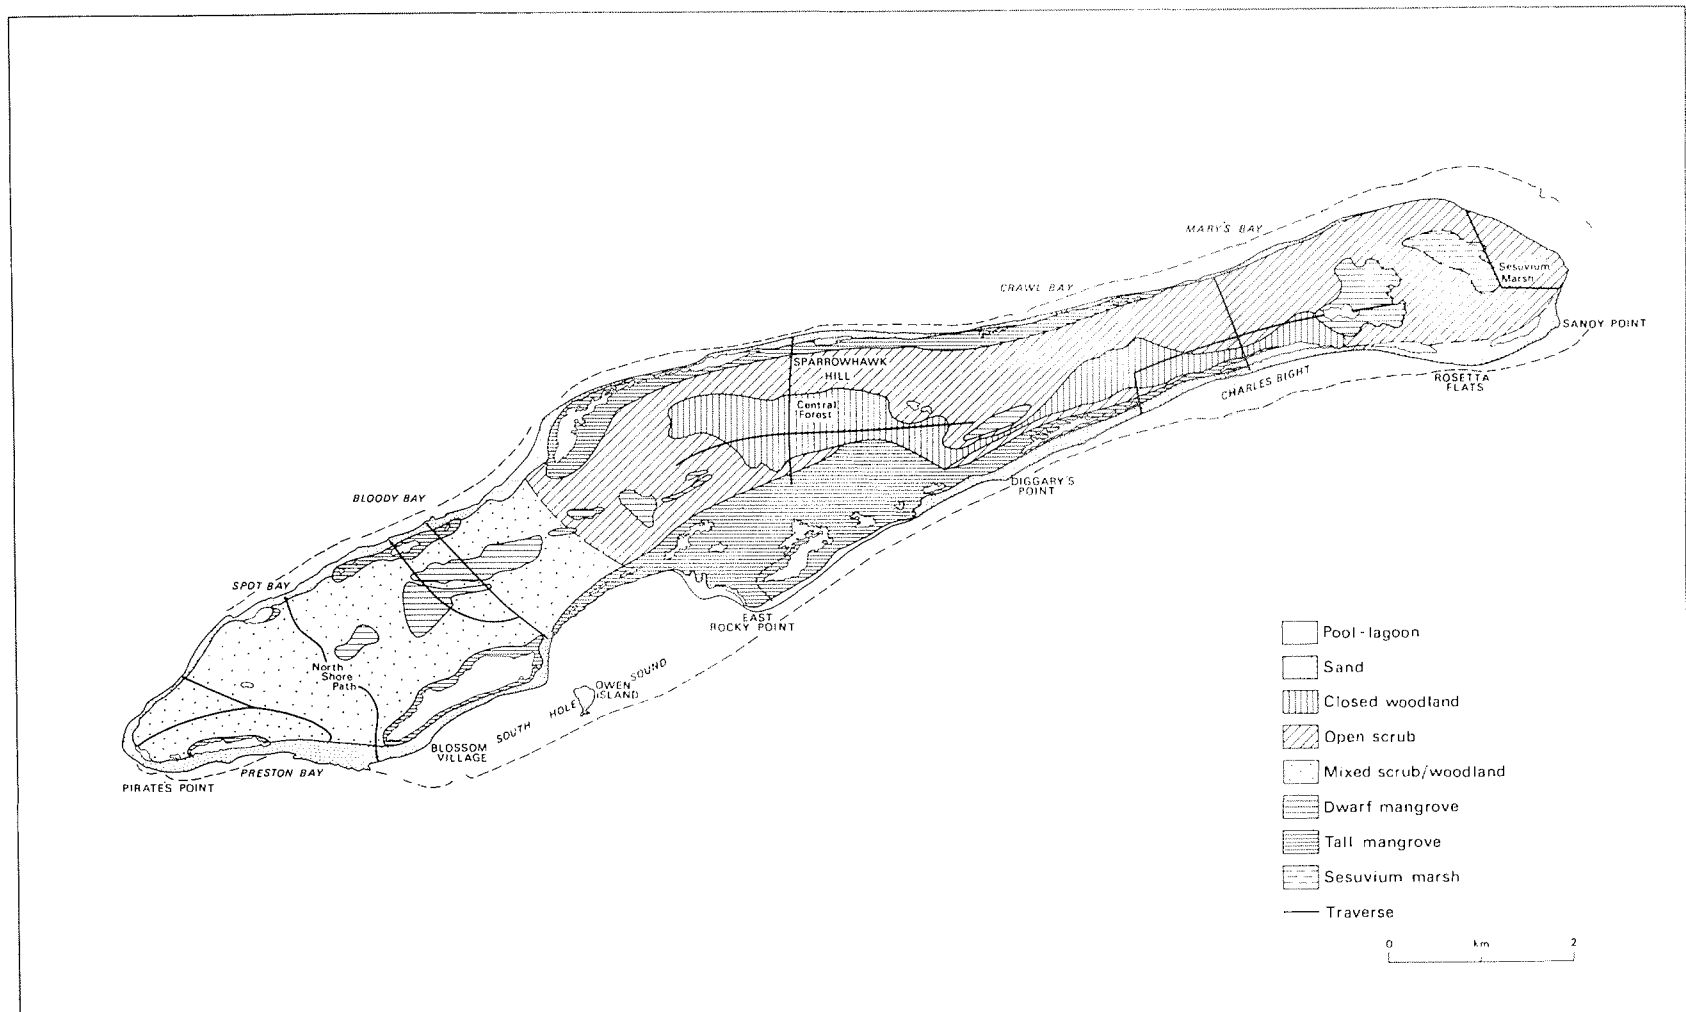 MARY'S BAY
Sesuvium
Marsh
CRAWL BAY
SANDY POINT
SPARROWHAWK
HILL
CHARLES BIGHT
ROSETTA
FLATS
Central
Forest
DIGGARY'S
POINT
BLOODY BAY
SPOT BAY
EAST
ROCKY POINT
North
Shore
Path
OWEN
ISLAND
SOUTH HOLE SOUND
BLOSSOM
VILLAGE
PRESTON BAY
PIRATES POINT
Pool-lagoon
Sand
Closed woodland
Open scrub
Mixed scrub/woodland
Dwarf mangrove
Tall mangrove
Sesuvium marsh
Traverse
0 km 2